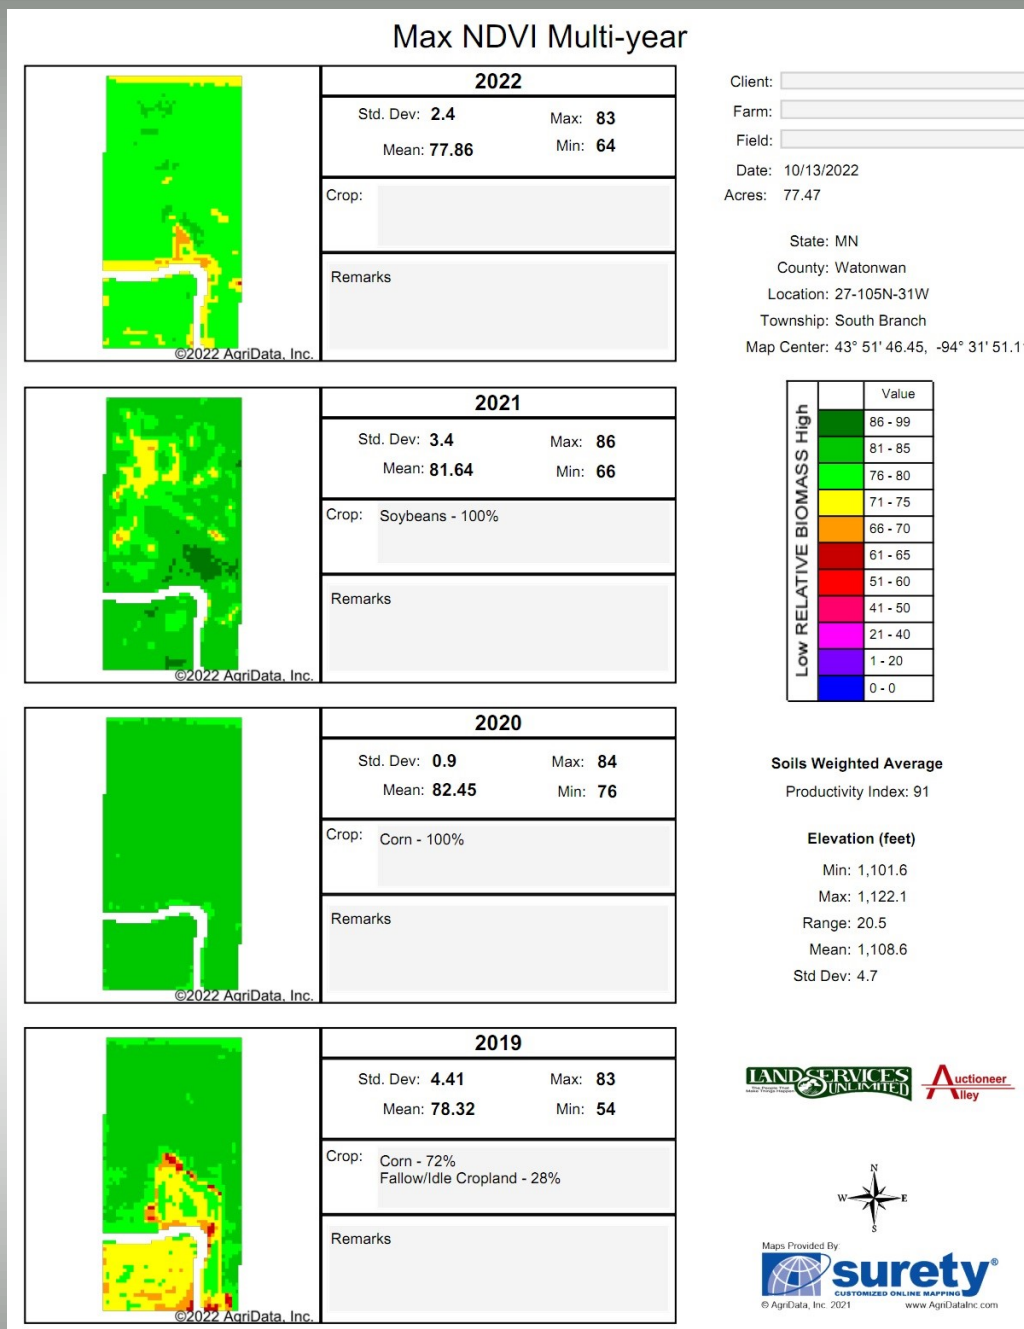 Max NDVI Multi-year
2022
Std. Dev: 2.4
Max: 83
Mean: 77.86
Min: 64
Crop:
Remarks
©2022 AgriData, Inc.
2021
Std. Dev: 3.4
Max: 86
Mean: 81.64
Min: 66
Crop: Soybeans - 100%
Remarks
©2022 AgriData, Inc.
2020
Std. Dev: 0.9
Max: 84
Mean: 82.45
Min: 76
Crop: Corn - 100%
Remarks
©2022 AgriData, Inc.
2019
Std. Dev: 4.41
Max: 83
Mean: 78.32
Min: 54
Crop: Corn - 72%
Fallow/Idle Cropland - 28%
Remarks
©2022 AgriData, Inc.
Client:
Farm:
Field:
Date: 10/13/2022
Acres: 77.47
State: MN
County: Watonwan
Location: 27-105N-31W
Township: South Branch
Map Center: 43° 51' 46.45, -94° 31' 51.1
Low RELATIVE BIOMASS High
Value
86 - 99
81 - 85
76 - 80
71 - 75
66 - 70
61 - 65
51 - 60
41 - 50
21 - 40
1 - 20
0 - 0
Soils Weighted Average
Productivity Index: 91
Elevation (feet)
Min: 1,101.6
Max: 1,122.1
Range: 20.5
Mean: 1,108.6
Std Dev: 4.7
LAND SERVICES
UNLIMITED
The People That
Make Things Happen
Auctioneer
Alley
N
W E
S
Maps Provided By
surety®
CUSTOMIZED ONLINE MAPPING
© AgriData, Inc. 2021
www.AgriDataInc.com